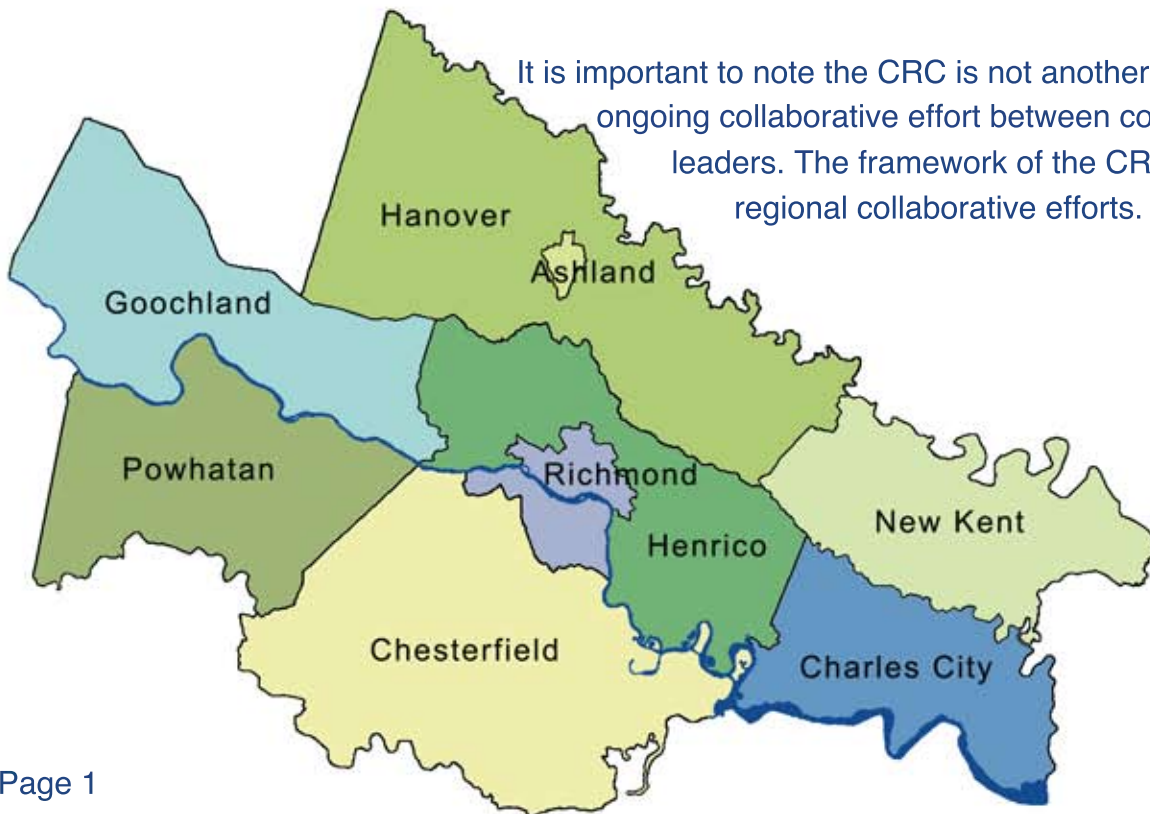 It is important to note the CRC is not another
ongoing collaborative effort between co
leaders. The framework of the CR
regional collaborative efforts.
Hanover
Ashland
Goochland
Powhatan
Richmond
New Kent
Henrico
Chesterfield
Charles City
Page 1